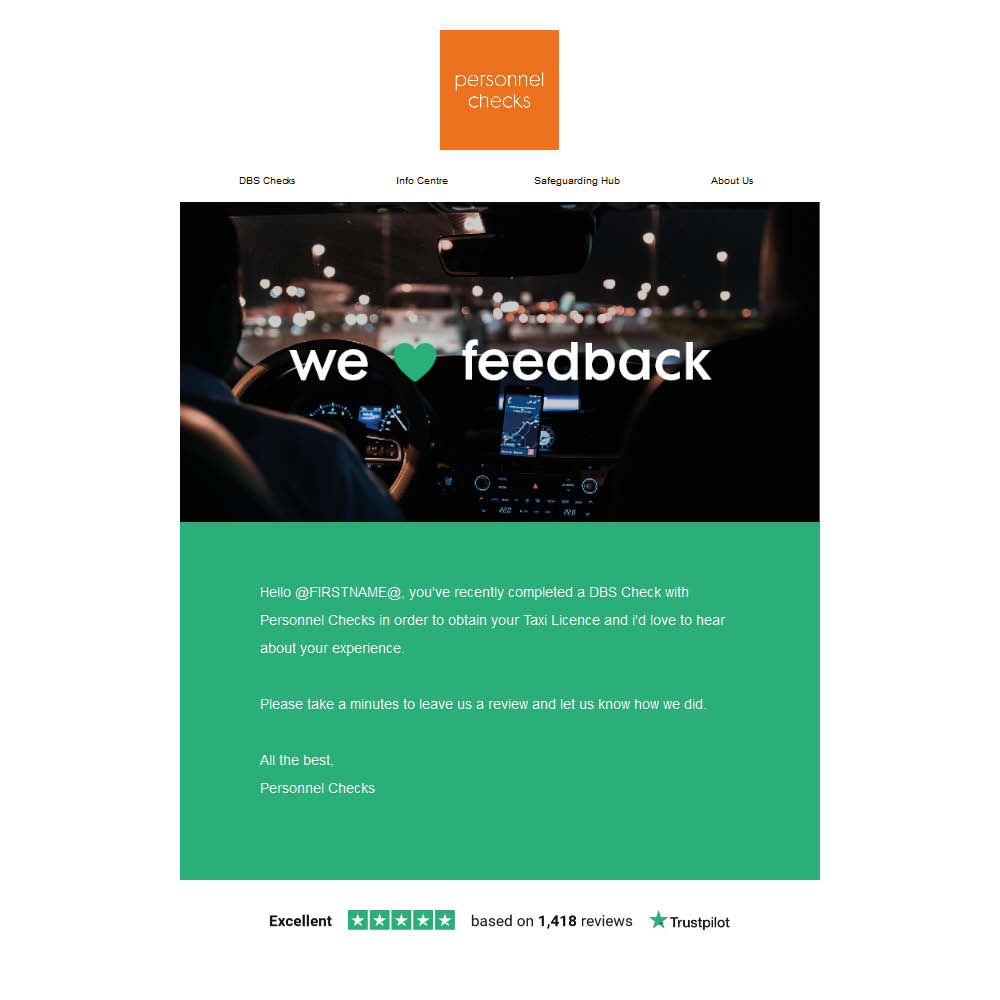 personnel
checks
DBS Checks Info Centre Safeguarding Hub About Us
we feedback
Hello @FIRSTNAME@, you've recently completed a DBS Check with
Personnel Checks in order to obtain your Taxi Licence and i'd love to hear
about your experience.
Please take a minutes to leave us a review and let us know how we did.
All the best,
Personnel Checks
Excellent based on 1,418 reviews Trustpilot